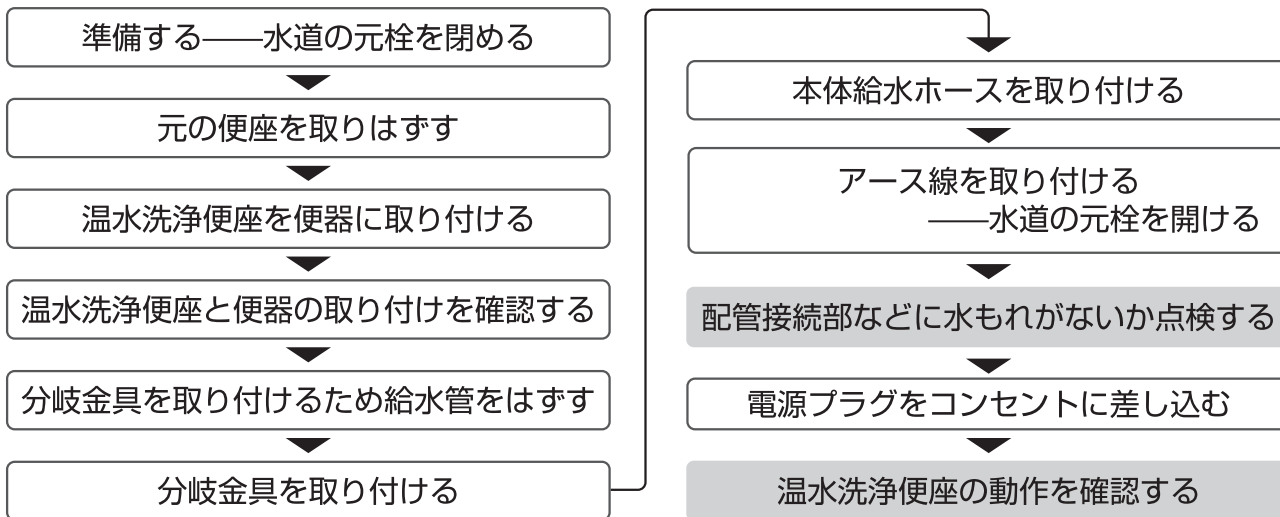 準備する――水道の元栓を閉める
元の便座を取りはずす
温水洗浄便座を便器に取り付ける
温水洗浄便座と便器の取り付けを確認する
分岐金具を取り付けるため給水管をはずす
分岐金具を取り付ける
本体給水ホースを取り付ける
アース線を取り付ける
――水道の元栓を開ける
配管接続部などに水もれがないか点検する
電源プラグをコンセントに差し込む
温水洗浄便座の動作を確認する